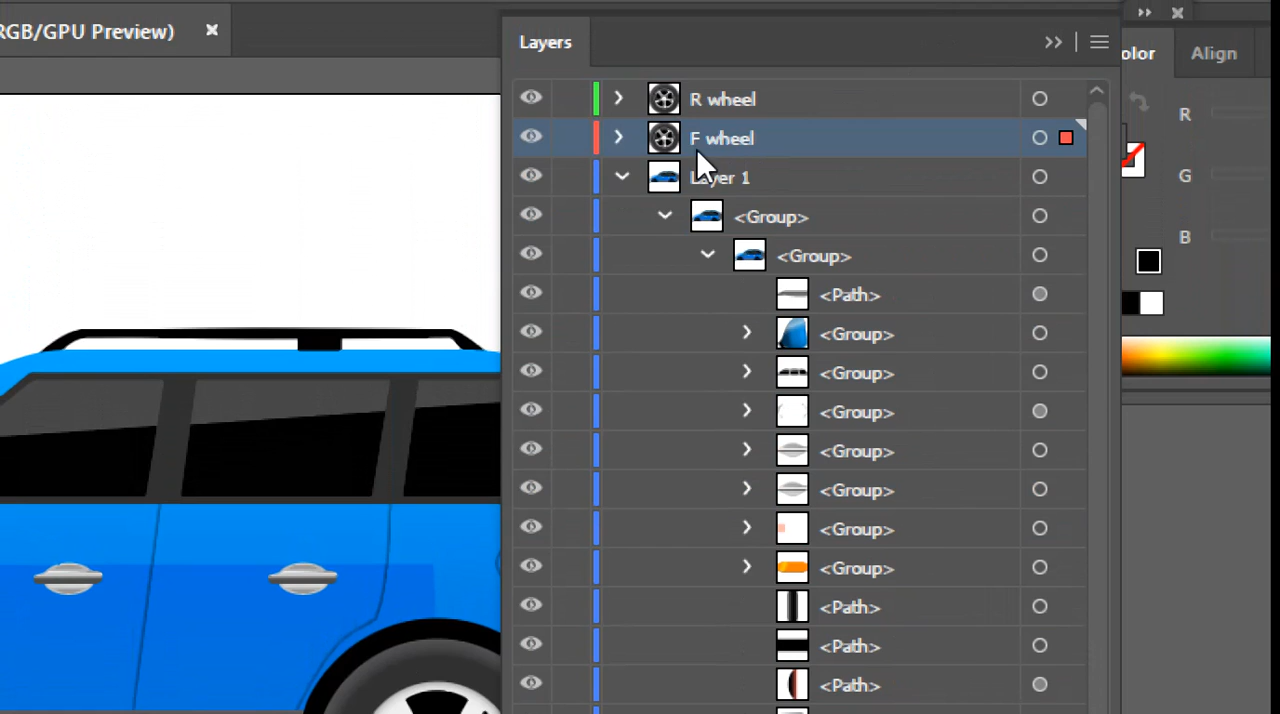 RGB/GPU Preview)
Layers
olor
Align
R wheel
F wheel
Layer 1
<Group>
<Group>
<Path>
<Group>
<Group>
<Group>
<Group>
<Group>
<Group>
<Group>
<Path>
<Path>
<Path>
R
G
B